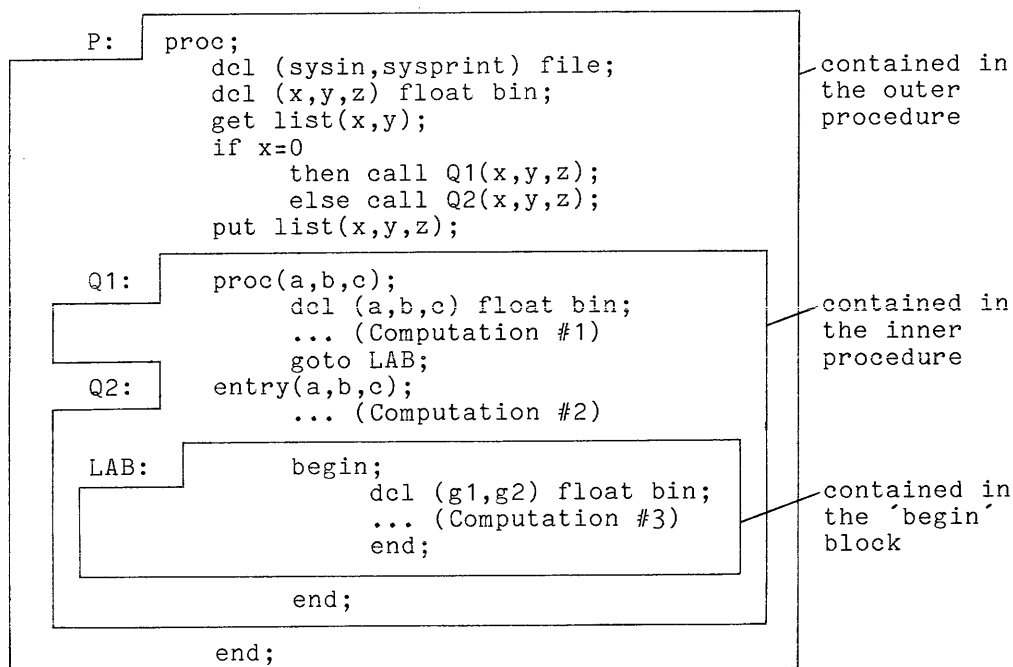 P: proc;
dcl (sysin,sysprint) file;
dcl (x,y,z) float bin;
get list(x,y);
if x=0
then call Q1(x,y,z);
else call Q2(x,y,z);
put list(x,y,z);
contained in
the outer
procedure
Q1: proc(a,b,c);
dcl (a,b,c) float bin;
... (Computation #1)
goto LAB;
Q2: entry(a,b,c);
... (Computation #2)
contained in
the inner
procedure
LAB: begin;
dcl (g1,g2) float bin;
... (Computation #3)
end;
contained in
the ´begin´
block
end;
end;